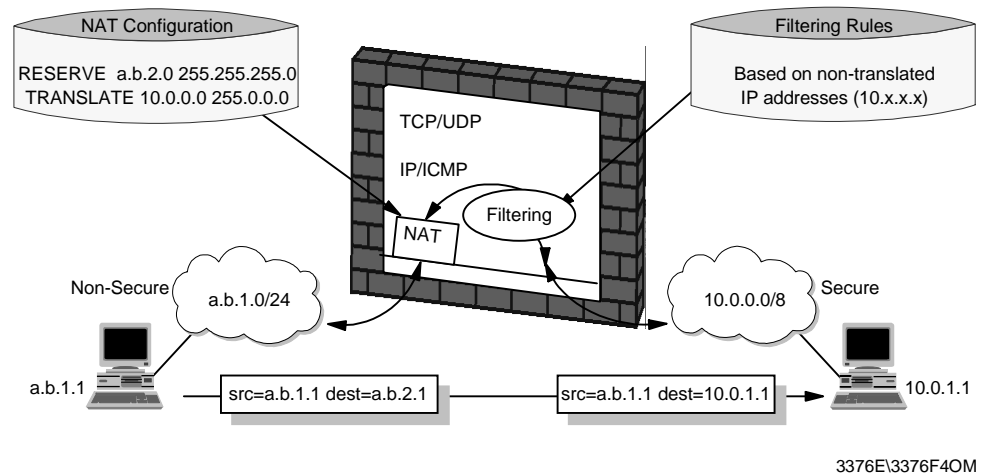 NAT Configuration
RESERVE a.b.2.0 255.255.255.0
TRANSLATE 10.0.0.0 255.0.0.0
Filtering Rules
Based on non-translated
IP addresses (10.x.x.x)
TCP/UDP
IP/ICMP
Filtering
NAT
Non-Secure
a.b.1.0/24
10.0.0.0/8
Secure
a.b.1.1
src=a.b.1.1 dest=a.b.2.1
src=a.b.1.1 dest=10.0.1.1
10.0.1.1
3376E\3376F4OM